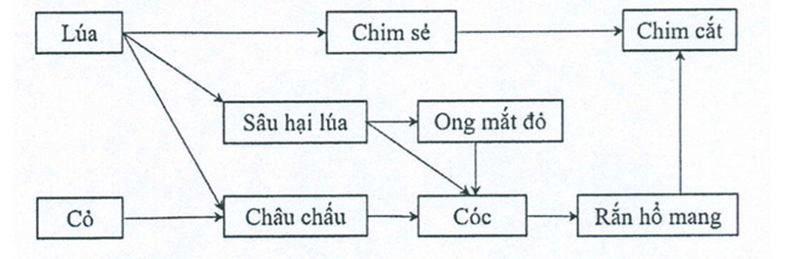 Lúa
Chim sẻ
Chim cắt
Sâu hại lúa
Ong mắt đỏ
Cỏ
Châu chấu
Cóc
Rắn hổ mang